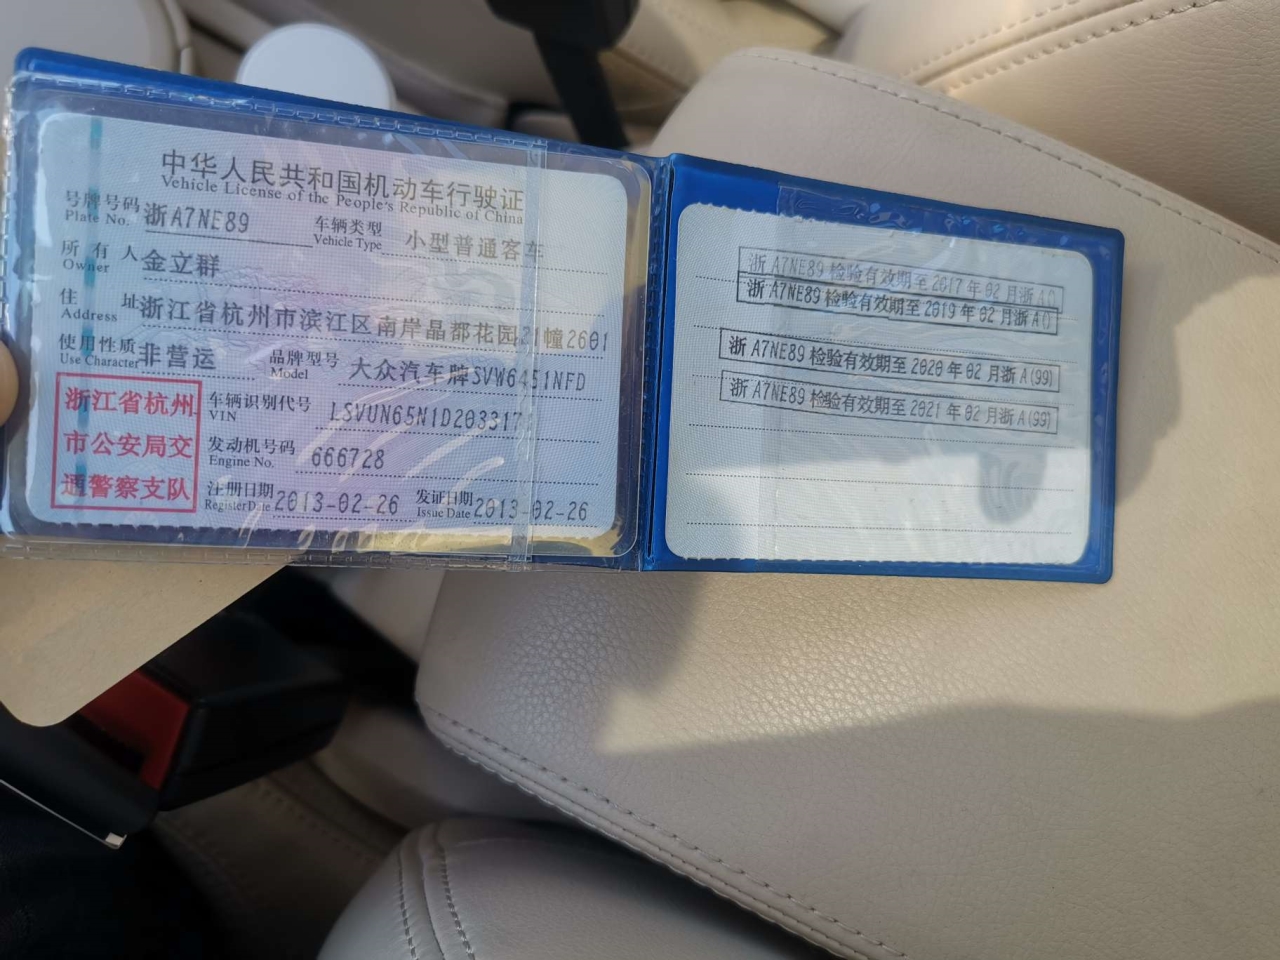 中华人民共和国机动车行驶证
Vehicle License of the People's Republic of China
号牌号码 浙A7NE89 车辆类型 小型普通客车
Plate No. Vehicle Type
所有人 金立群
Owner
住址 浙江省杭州市滨江区南岸晶都花园21幢2601
Address
使用性质 非营运 品牌型号 大众汽车牌SVW6451NFD
Use Character Model
浙江省杭州
市公安局交
通警察支队
车辆识别代号 LSVUN65N1D203317
VIN
发动机号码 666728
Engine No.
注册日期 2013-02-26 发证日期 2013-02-26
Register Date Issue Date
浙A7NE89检验有效期至2017年02月浙A()
浙A7NE89检验有效期至2019年02月浙A()
浙A7NE89检验有效期至2020年02月浙A(99)
浙A7NE89检验有效期至2021年02月浙A(99)